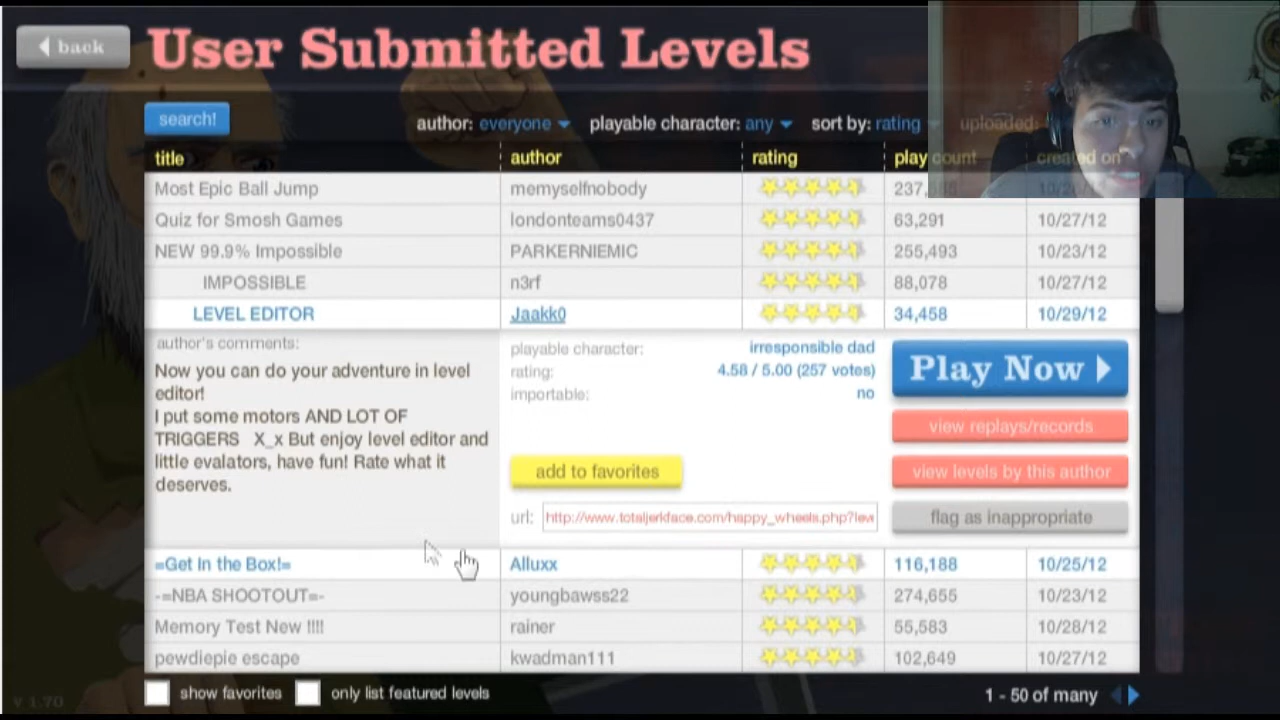 back
User Submitted Levels
search!
author: everyone playable character: any sort by: rating uploaded:
title author rating play count created on
Most Epic Ball Jump memyselfnobody
Quiz for Smosh Games londonteams0437 63,291 10/27/12
NEW 99.9% Impossible PARKERNIEMIC 255,493 10/23/12
IMPOSSIBLE n3rf 88,078 10/27/12
LEVEL EDITOR Jaakk0 34,458 10/29/12
author's comments:
Now you can do your adventure in level
editor!
I put some motors AND LOT OF
TRIGGERS X_x But enjoy level editor and
little evalators, have fun! Rate what it
deserves.
playable character: irresponsible dad
rating: 4.58 / 5.00 (257 votes)
importable: no
add to favorites
url: http://www.totaljerkface.com/happy_wheels.php?leve
Play Now
view replays/records
view levels by this author
flag as inappropriate
=Get In the Box!= Alluxx 116,188 10/25/12
-=NBA SHOOTOUT=- youngbawss22 274,655 10/23/12
Memory Test New !!!! rainer 55,583 10/28/12
pewdiepie escape kwadman111 102,649 10/27/12
show favorites only list featured levels 1 - 50 of many
v 1.70